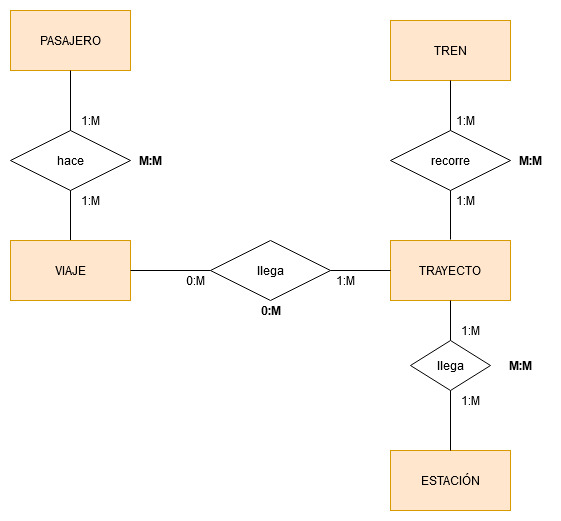 PASAJERO
TREN
1:M
1:M
hace
M:M
recorre
M:M
1:M
1:M
VIAJE
llega
TRAYECTO
0:M
1:M
0:M
1:M
llega
M:M
1:M
ESTACIÓN